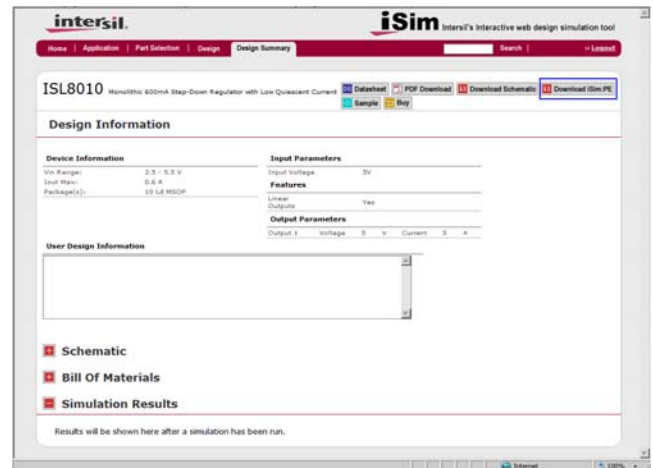 intersil.
iSim Intersil's Interactive web design simulation tool
Home | Application | Part Selection | Design Design Summary Search | » Logout
ISL8010 Monolithic 600mA Step-Down Regulator with Low Quiescent Current Datasheet PDF Download Download Schematic Download iSim:PE
Sample Buy
Design Information
Device Information Input Parameters
Vin Range: 2.5 - 5.5 V Input Voltage 5V
Iout Max: 0.6 A Features
Package(s): 10 Ld MSOP Linear Outputs Yes
Output Parameters
Output 1 Voltage 5 V Current 5 A
User Design Information
Schematic
Bill Of Materials
Simulation Results
Results will be shown here after a simulation has been run.
Internet 100%